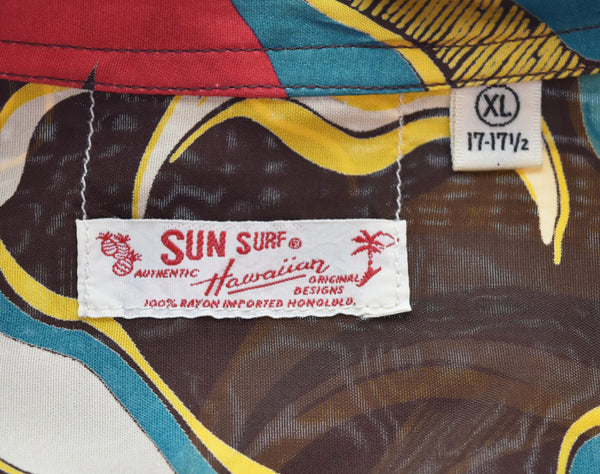 XL
17-17½
SUN SURF®
AUTHENTIC Hawaiian ORIGINAL
DESIGNS
100% RAYON IMPORTED HONOLULU.